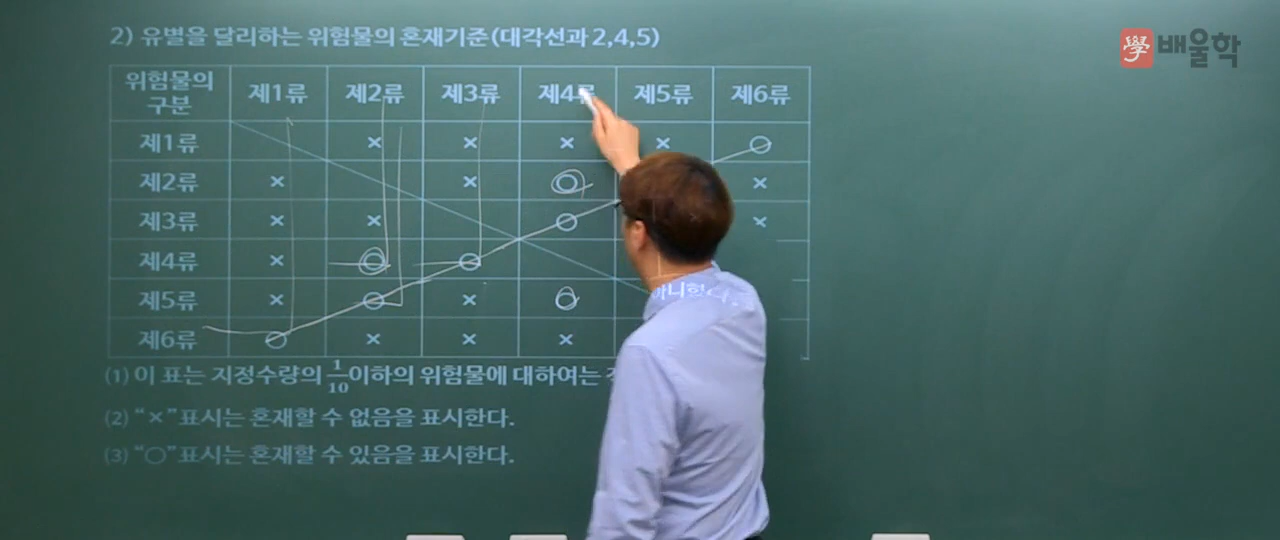 2) 유별을 달리하는 위험물의 혼재기준(대각선과 2,4,5)
學 배울학
위험물의 구분 제1류 제2류 제3류 제4류 제5류 제6류
제1류 × × × × ○
제2류 × × ○ ×
제3류 × × ○ ×
제4류 × ○ ○
제5류 × ○ × ○
제6류 ○ × × ×
(1) 이 표는 지정수량의 1/10이하의 위험물에 대하여는
(2) “×”표시는 혼재할 수 없음을 표시한다.
(3) “○”표시는 혼재할 수 있음을 표시한다.